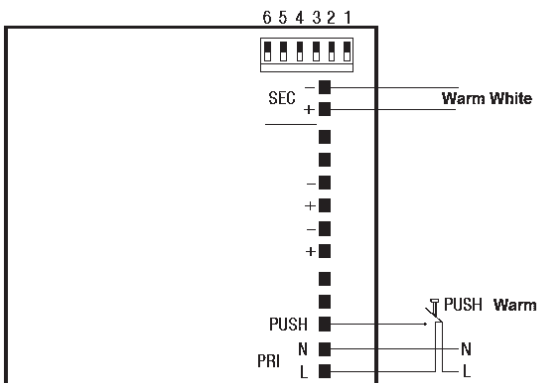 6 5 4 3 2 1
SEC
−
+
Warm White
−
+
−
+
PUSH
PUSH Warm
PRI
N
N
L
L